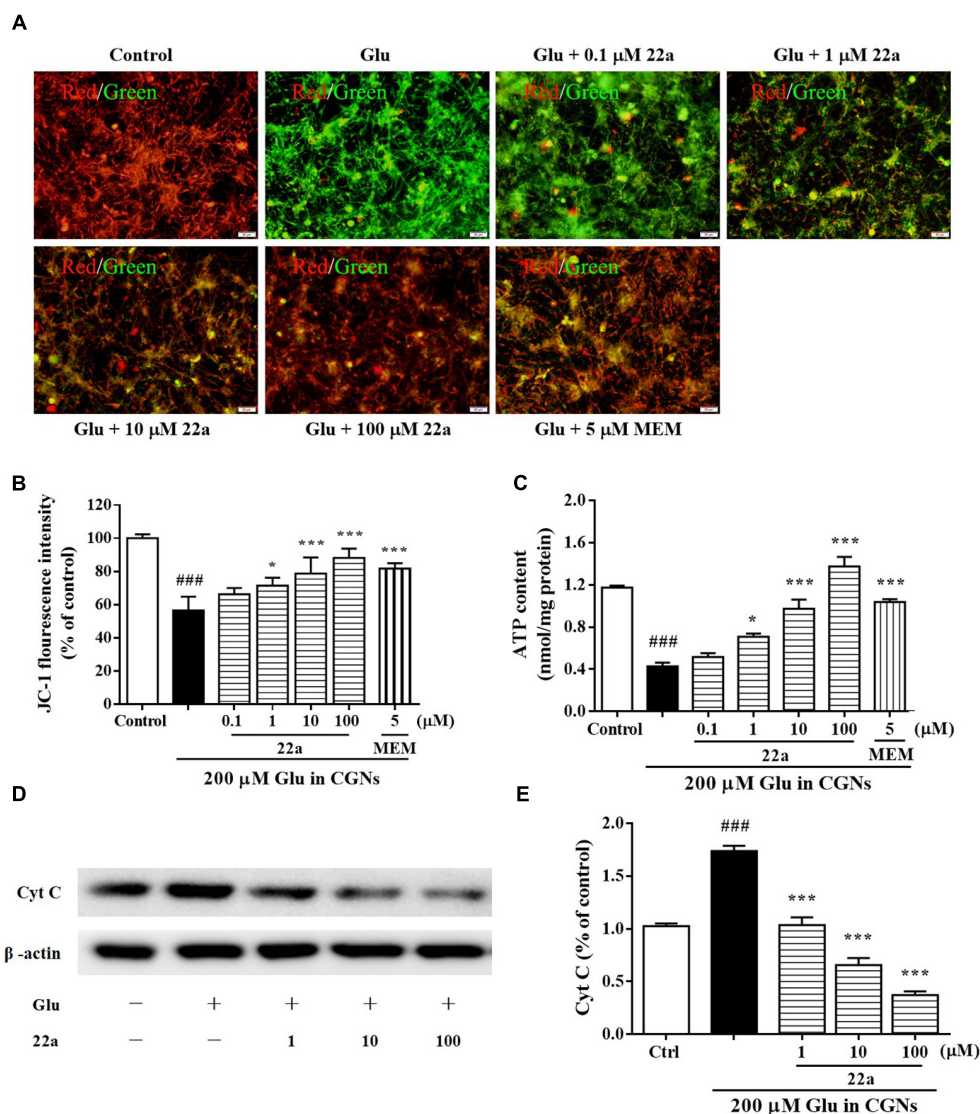 A
Control Glu Glu + 0.1 μM 22a Glu + 1 μM 22a
Red/Green Red/Green Red/Green Red/Green
Red/Green Red/Green Red/Green
Glu + 10 μM 22a Glu + 100 μM 22a Glu + 5 μM MEM
B
JC-1 flourescence intensity
(% of control)
120
100
80
60
40
20
0
###
*
***
***
***
Control 0.1 1 10 100 5 (μM)
22a MEM
200 μM Glu in CGNs
C
ATP content
(nmol/mg protein)
2.0
1.6
1.2
0.8
0.4
0.0
###
*
***
***
***
Control 0.1 1 10 100 5 (μM)
22a MEM
200 μM Glu in CGNs
D
Cyt C
β -actin
Glu − + + + +
22a − − 1 10 100
E
Cyt C (% of control)
2.0
1.5
1.0
0.5
0.0
###
***
***
***
Ctrl 1 10 100 (μM)
22a
200 μM Glu in CGNs